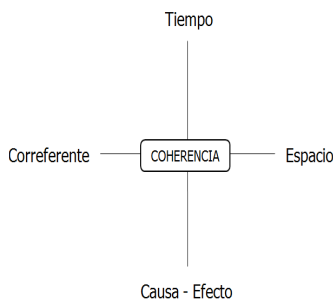 Tiempo
Correferente
COHERENCIA
Espacio
Causa - Efecto